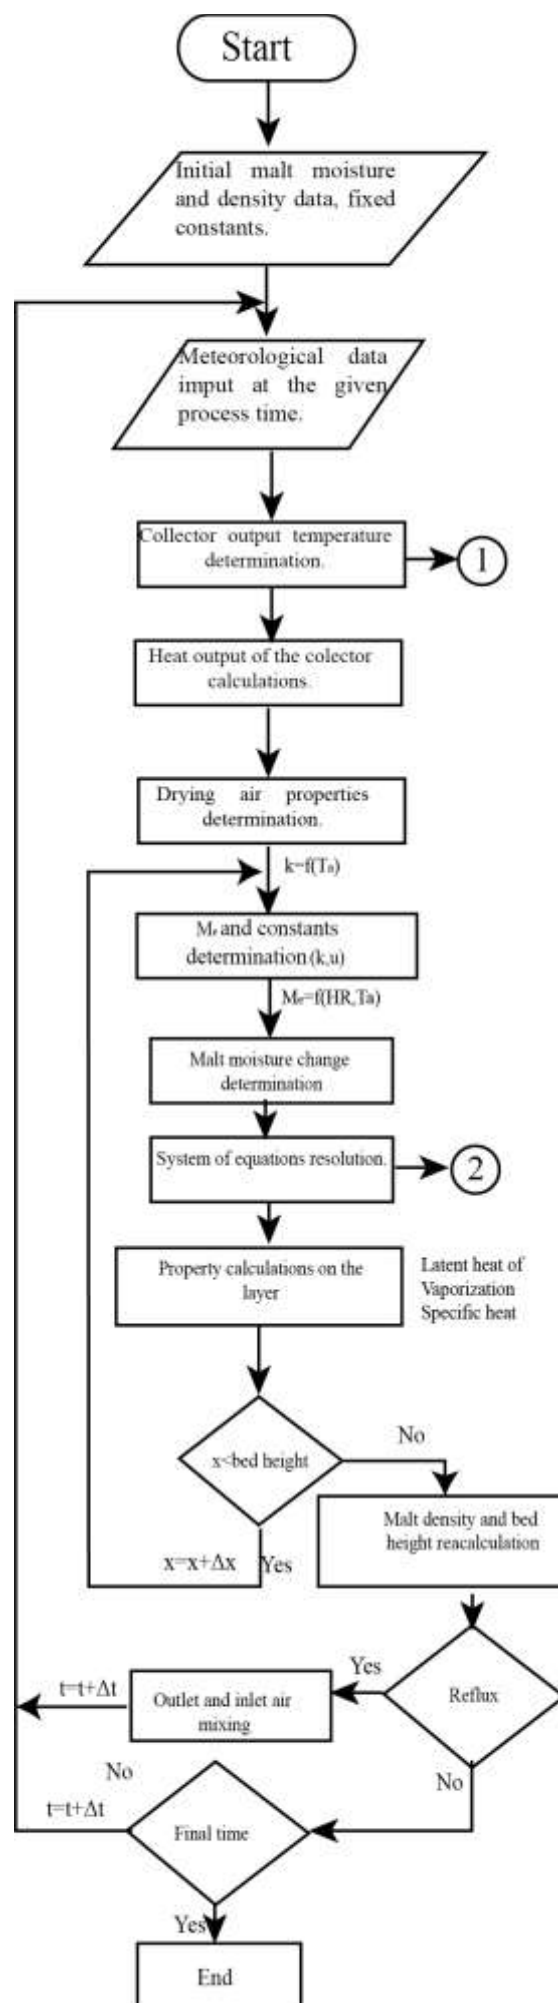 Start
Initial malt moisture
and density data, fixed
constants.
Meteorological data
imput at the given
process time.
Collector output temperature
determination.
1
Heat output of the colector
calculations.
Drying air properties
determination.
k=f(Ta)
Me and constants
determination (k,u)
Me=f(HR,Ta)
Malt moisture change
determination
System of equations resolution.
2
Property calculations on the
layer
Latent heat of
Vaporization
Specific heat
x<bed height
No
Malt density and bed
height reacalculation
x=x+Δx
Yes
Reflux
Yes
Outlet and inlet air
mixing
t=t+Δt
No
No
t=t+Δt
Final time
Yes
End